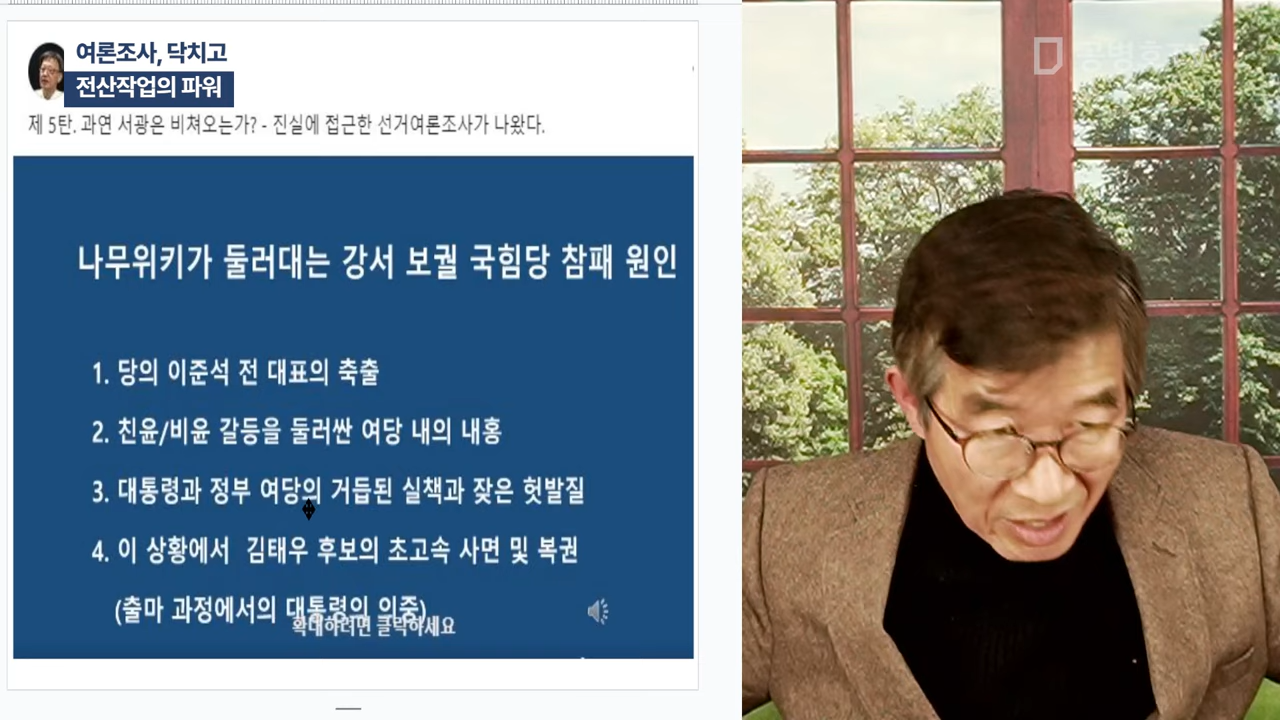 여론조사, 닥치고
전산작업의 파워
공병호
제 5탄. 과연 서광은 비쳐오는가? - 진실에 접근한 선거여론조사가 나왔다.
나무위키가 둘러대는 강서 보궐 국힘당 참패 원인
1. 당의 이준석 전 대표의 축출
2. 친윤/비윤 갈등을 둘러싼 여당 내의 내홍
3. 대통령과 정부 여당의 거듭된 실책과 잦은 헛발질
4. 이 상황에서 김태우 후보의 초고속 사면 및 복권
(출마 과정에서의 대통령의 의중)
확대하려면 클릭하세요